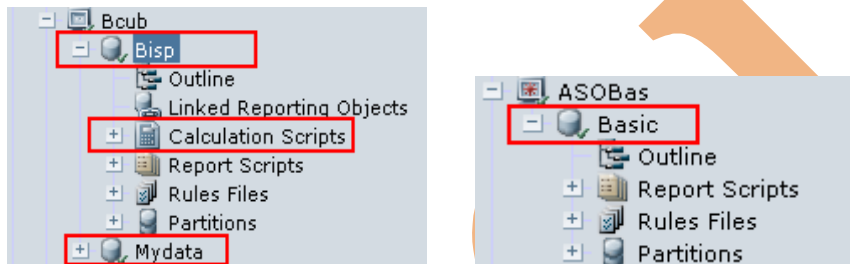 Bcub
Bisp
Outline
Linked Reporting Objects
Calculation Scripts
Report Scripts
Rules Files
Partitions
Mydata
ASOBas
Basic
Outline
Report Scripts
Rules Files
Partitions